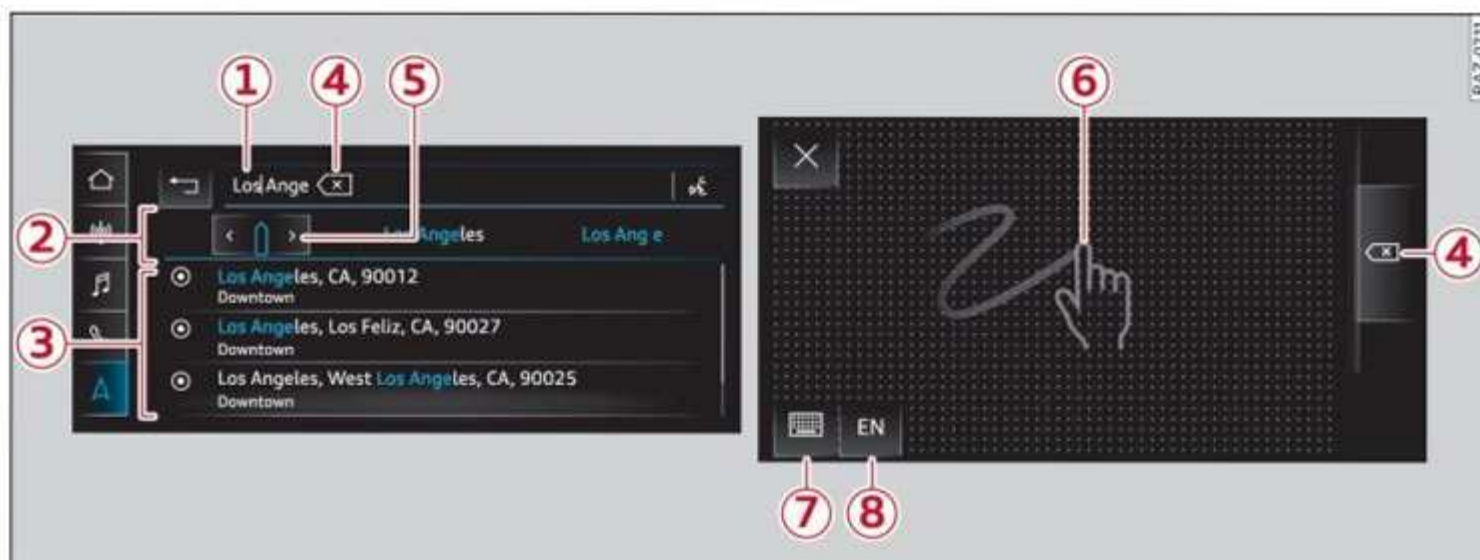 ① ④ ⑤ ⑥
Los Ange
② < > Los Angeles Los Ang e
④
③ Los Angeles, CA, 90012
Downtown
Los Angeles, Los Feliz, CA, 90027
Downtown
Los Angeles, West Los Angeles, CA, 90025
Downtown
EN
⑦ ⑧